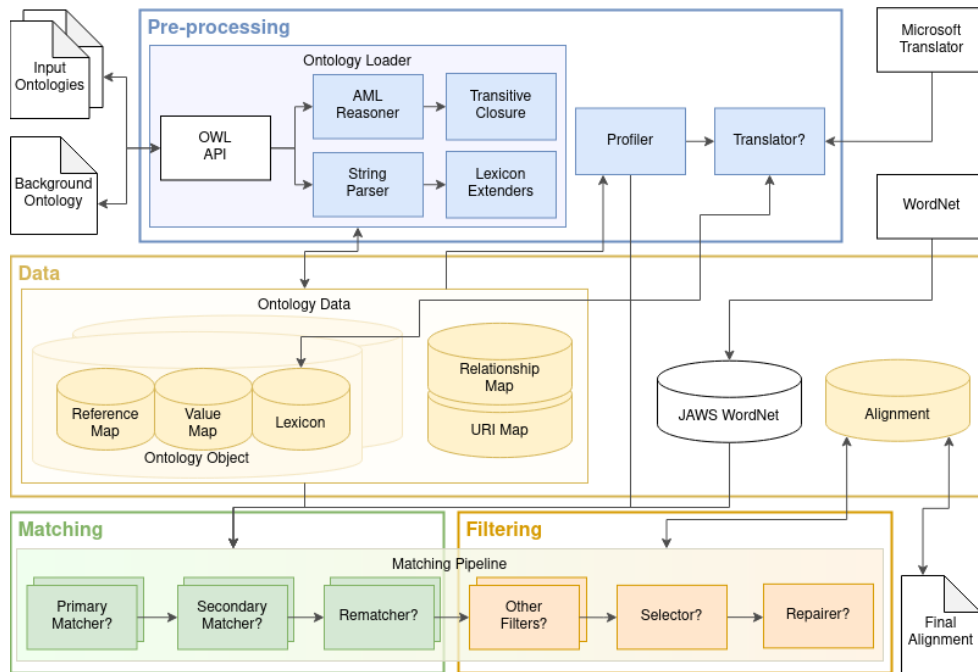 Pre-processing
Input
Ontologies
Background
Ontology
Ontology Loader
OWL
API
AML
Reasoner
Transitive
Closure
String
Parser
Lexicon
Extenders
Profiler
Translator?
Microsoft
Translator
WordNet
Data
Ontology Data
Reference
Map
Value
Map
Lexicon
Ontology Object
Relationship
Map
URI Map
JAWS WordNet
Alignment
Matching
Filtering
Matching Pipeline
Primary
Matcher?
Secondary
Matcher?
Rematcher?
Other
Filters?
Selector?
Repairer?
Final
Alignment